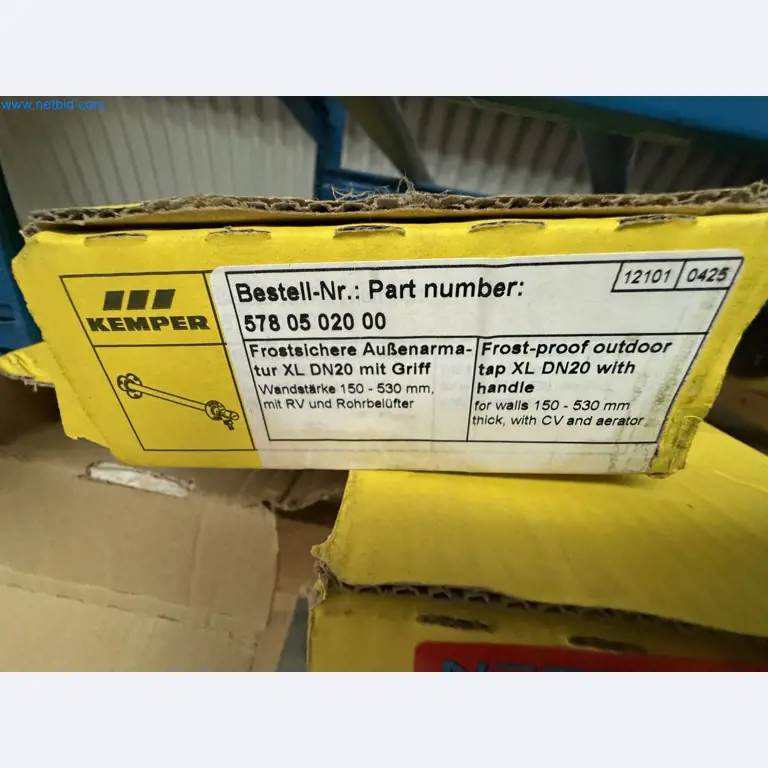 www.netbid.com
KEMPER
Bestell-Nr.: Part number:
12101 0425
578 05 020 00
Frostsichere Außenarma-
tur XL DN20 mit Griff
Wandstärke 150 - 530 mm,
mit RV und Rohrbelüfter
Frost-proof outdoor
tap XL DN20 with
handle
for walls 150 - 530 mm
thick, with CV and aerator